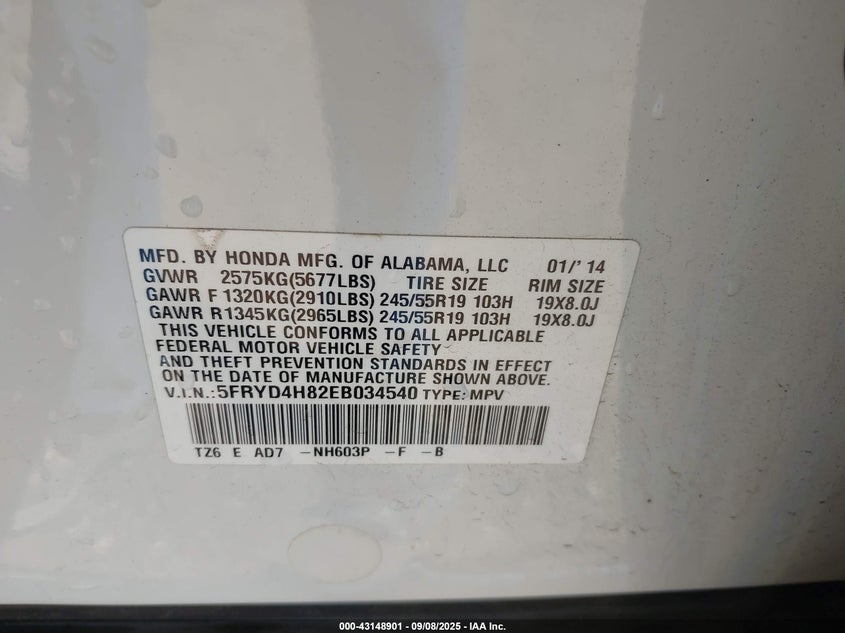 MFD. BY HONDA MFG. OF ALABAMA, LLC 01/' 14
GVWR 2575KG(5677LBS) TIRE SIZE RIM SIZE
GAWR F 1320KG(2910LBS) 245/55R19 103H 19X8.0J
GAWR R1345KG(2965LBS) 245/55R19 103H 19X8.0J
THIS VEHICLE CONFORMS TO ALL APPLICABLE
FEDERAL MOTOR VEHICLE SAFETY
AND THEFT PREVENTION STANDARDS IN EFFECT
ON THE DATE OF MANUFACTURE SHOWN ABOVE.
V.I.N.:5FRYD4H82EB034540 TYPE: MPV
TZ6 E AD7 -NH603P -F -B
000-43148901 - 09/08/2025 - IAA Inc.